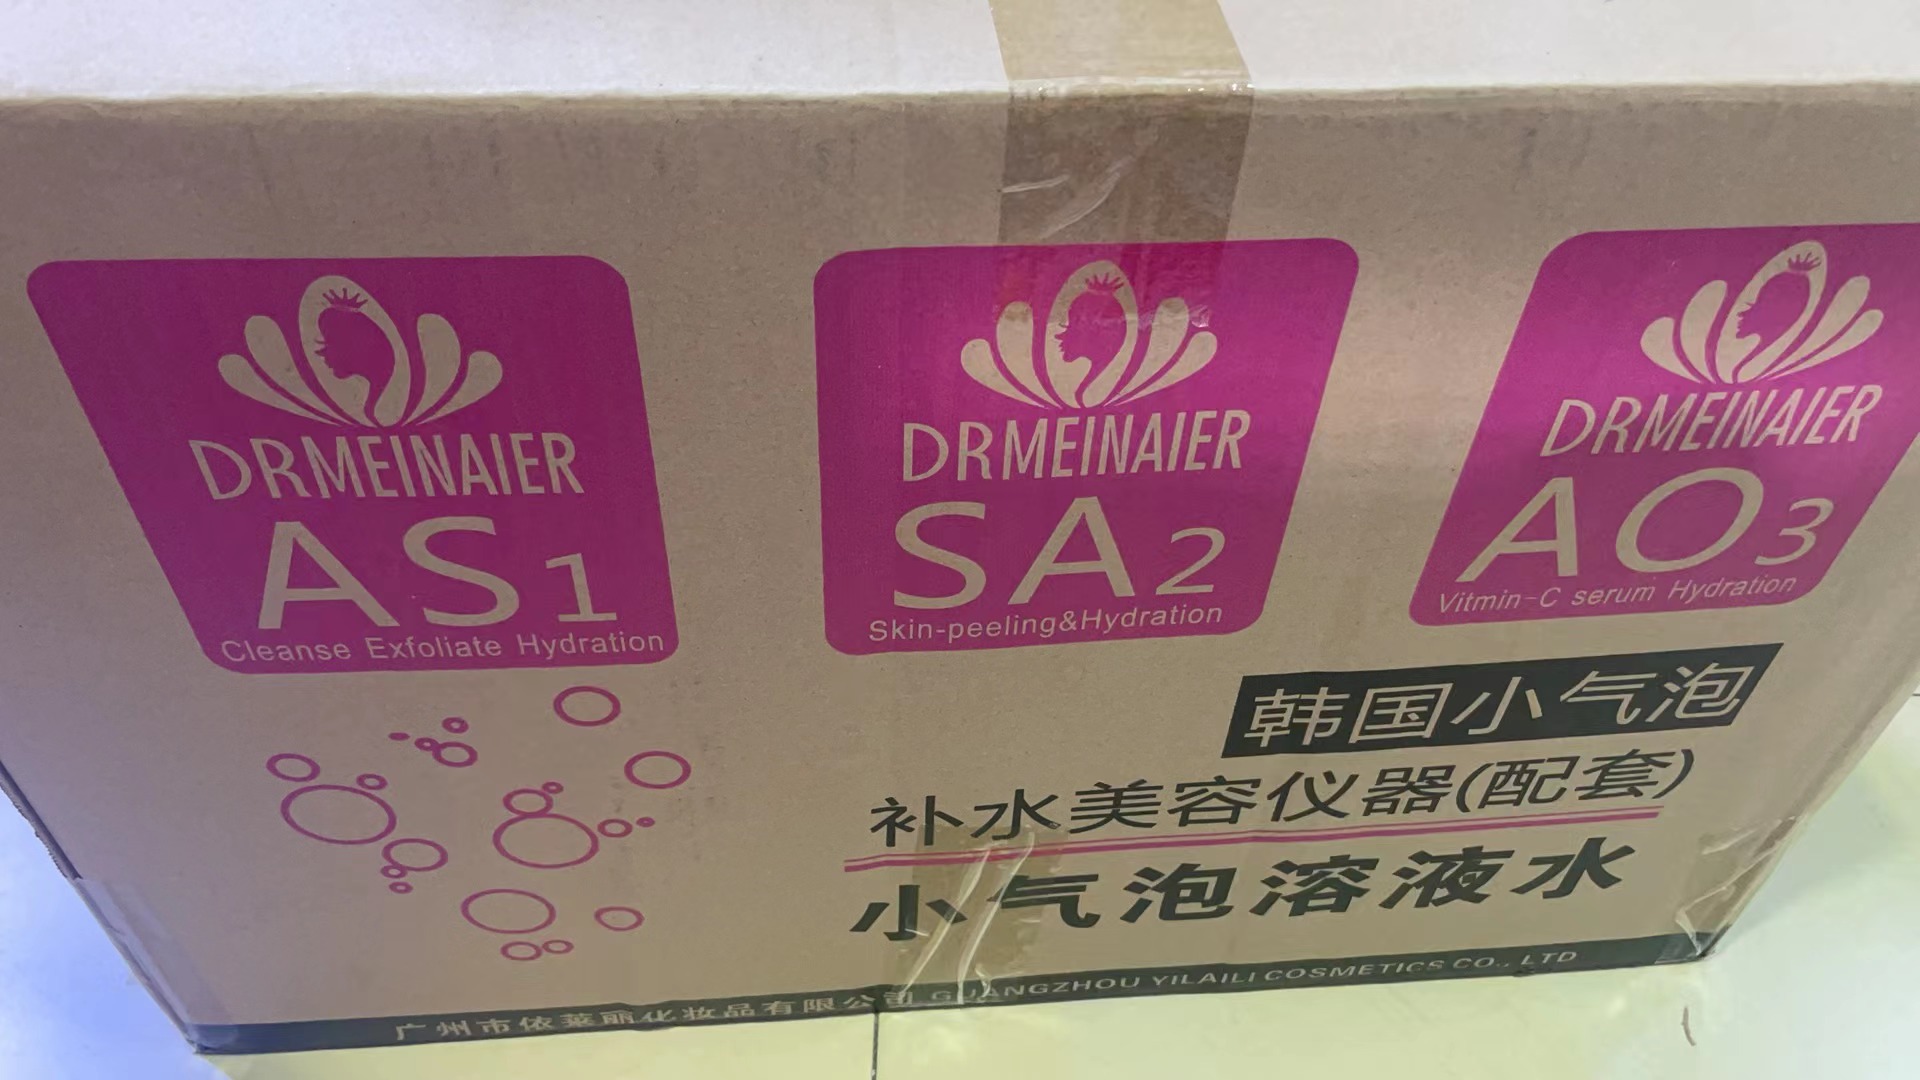 DRMEINAIER
AS1
Cleanse Exfoliate Hydration
DRMEINAIER
SA2
Skin-peeling&Hydration
DRMEINAIER
AO3
Vitmin-C serum Hydration
韩国小气泡
补水美容仪器(配套)
小气泡溶液水
广州市依莱丽化妆品有限公司 GUANGZHOU YILAILI COSMETICS CO., LTD